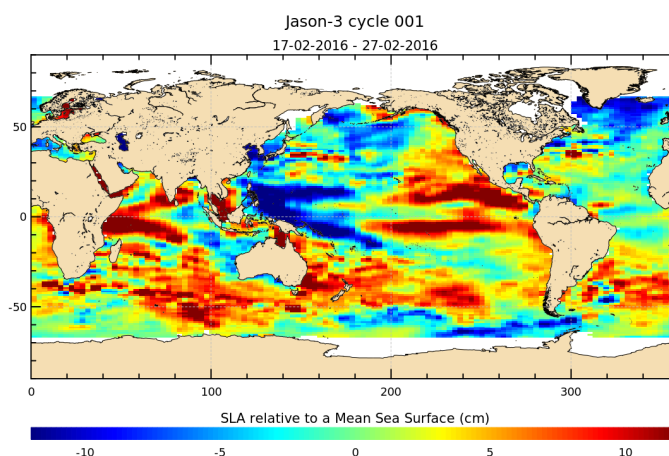 Jason-3 cycle 001
17-02-2016 - 27-02-2016
50
0
-50
0 100 200 300
SLA relative to a Mean Sea Surface (cm)
-10 -5 0 5 10